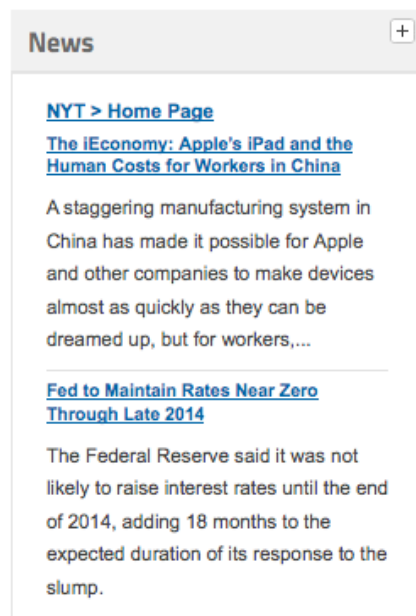 News
+
NYT > Home Page
The iEconomy: Apple's iPad and the
Human Costs for Workers in China
A staggering manufacturing system in
China has made it possible for Apple
and other companies to make devices
almost as quickly as they can be
dreamed up, but for workers,...
Fed to Maintain Rates Near Zero
Through Late 2014
The Federal Reserve said it was not
likely to raise interest rates until the end
of 2014, adding 18 months to the
expected duration of its response to the
slump.